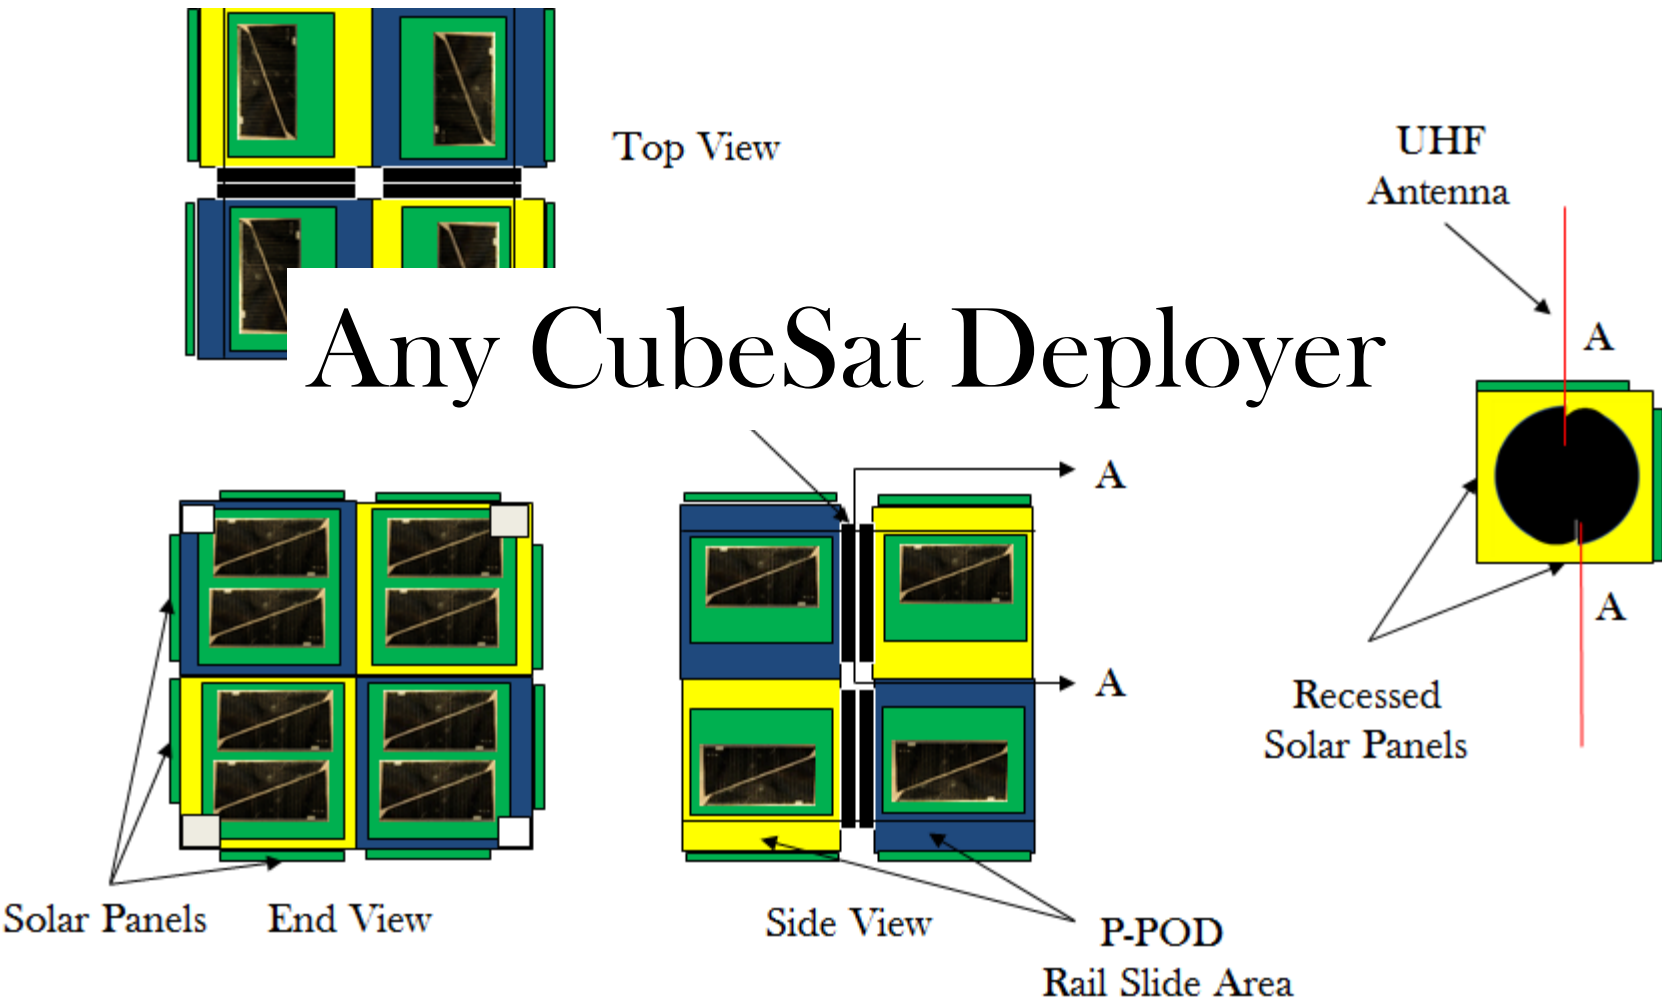 Top View
UHF
Antenna
A
Any CubeSat Deployer
A
A
A
Recessed
Solar Panels
Solar Panels
End View
Side View
P-POD
Rail Slide Area